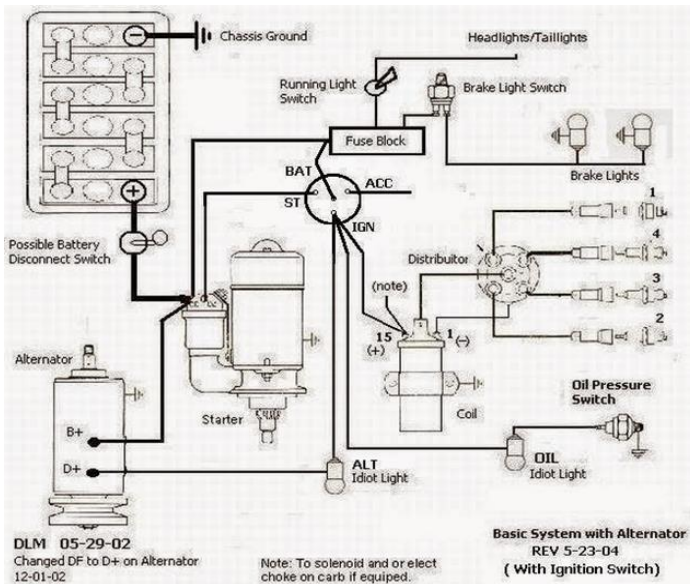 Chassis Ground
Headlights/Taillights
Running Light
Switch
Brake Light Switch
Fuse Block
BAT
ACC
ST
IGN
Brake Lights
Possible Battery
Disconnect Switch
Distribuitor
1
4
3
2
(note)
15
(+)
1
(-)
Alternator
B+
D+
Starter
Coil
Oil Pressure
Switch
ALT
Idiot Light
OIL
Idiot Light
DLM 05-29-02
Changed DF to D+ on Alternator
12-01-02
Note: To solenoid and or elect
choke on carb if equiped.
Basic System with Alternator
REV 5-23-04
( With Ignition Switch)